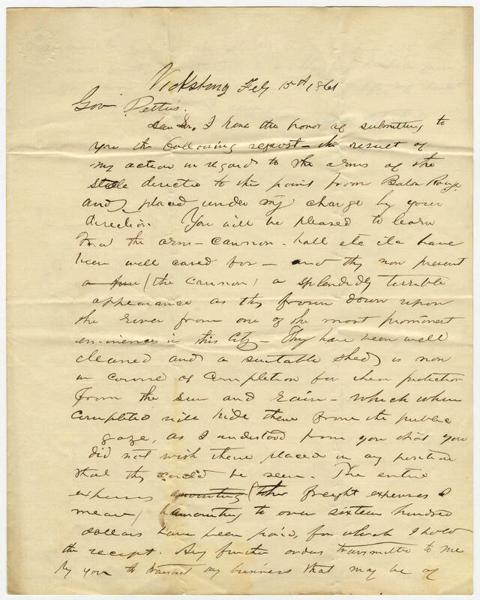 Vicksburg Feby 15th 1861
Gov Pettus.
Dear Sir, I have the honor of submitting to
you the following report – the result of
my action in regards to the arms of the
State directed to this point from Baton Rouge
and placed under my charge by your
direction. You will be pleased to learn
that the arms – cannon – ball etc etc have
been well cared for – and they now present
a fine (the cannon) a splendidly terrible
appearance as they frown down upon
the River from one of the most prominent
eminences in this City – They have been well
cleaned and a suitable shed is now
in course of completion for their protection
from the sun and rain – which when
completed will hide them from the public
gaze, as I understood from you that you
did not wish them placed in any position
that they could be seen. The entire
expenses amounting (the freight expenses I
mean) amounting to over sixteen hundred
dollars have been paid, for which I hold
the receipt. Any further orders transmitted to me
by you to transact any business that may be of